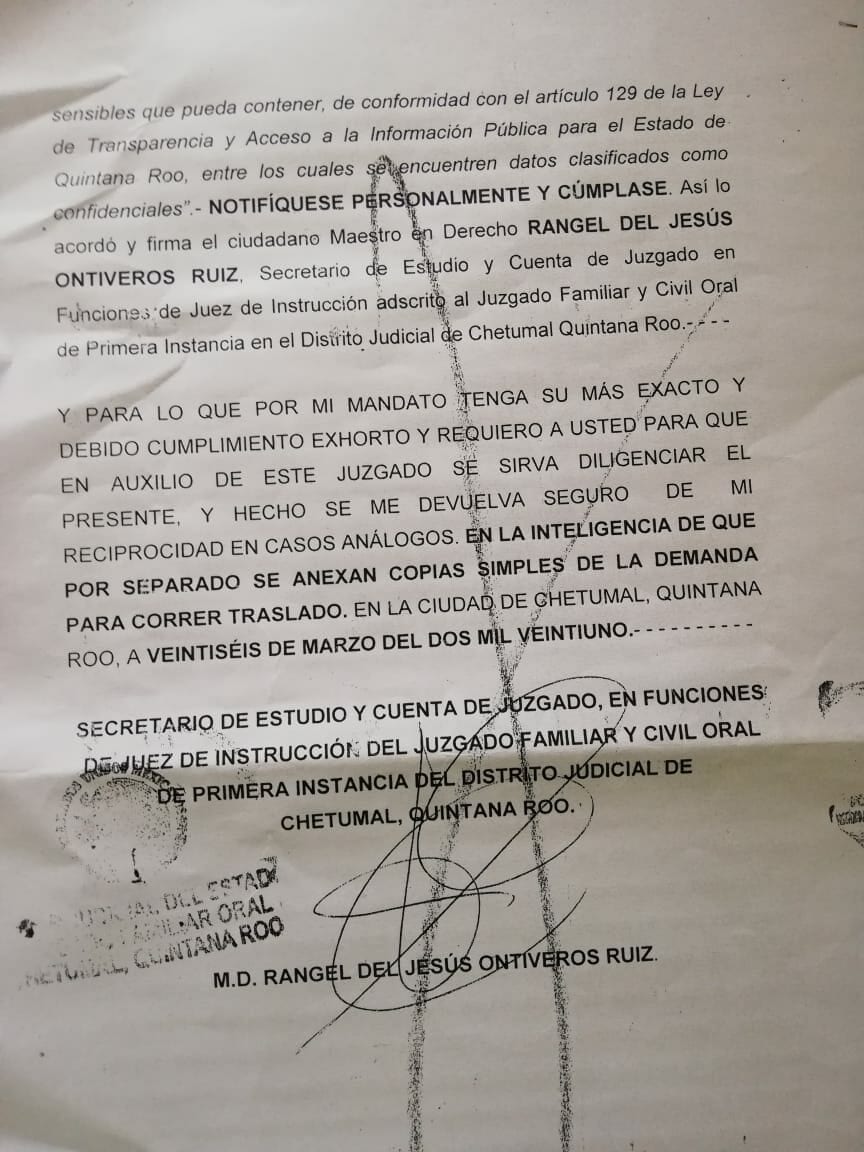 sensibles que pueda contener, de conformidad con el artículo 129 de la Ley
de Transparencia y Acceso a la Información Pública para el Estado de
Quintana Roo, entre los cuales se encuentren datos clasificados como
confidenciales”.- NOTIFÍQUESE PERSONALMENTE Y CÚMPLASE. Así lo
acordó y firma el ciudadano Maestro en Derecho RANGEL DEL JESÚS
ONTIVEROS RUIZ, Secretario de Estudio y Cuenta de Juzgado en
Funciones de Juez de Instrucción adscrito al Juzgado Familiar y Civil Oral
de Primera Instancia en el Distrito Judicial de Chetumal Quintana Roo.- - - -
Y PARA LO QUE POR MI MANDATO TENGA SU MÁS EXACTO Y
DEBIDO CUMPLIMIENTO EXHORTO Y REQUIERO A USTED PARA QUE
EN AUXILIO DE ESTE JUZGADO SE SIRVA DILIGENCIAR EL
PRESENTE, Y HECHO SE ME DEVUELVA SEGURO DE MI
RECIPROCIDAD EN CASOS ANÁLOGOS. EN LA INTELIGENCIA DE QUE
POR SEPARADO SE ANEXAN COPIAS SIMPLES DE LA DEMANDA
PARA CORRER TRASLADO. EN LA CIUDAD DE CHETUMAL, QUINTANA
ROO, A VEINTISÉIS DE MARZO DEL DOS MIL VEINTIUNO.- - - - - - - - - -
SECRETARIO DE ESTUDIO Y CUENTA DE JUZGADO, EN FUNCIONES
DE JUEZ DE INSTRUCCIÓN DEL JUZGADO FAMILIAR Y CIVIL ORAL
DE PRIMERA INSTANCIA DEL DISTRITO JUDICIAL DE
CHETUMAL, QUINTANA ROO.
DEL ESTADO
FAMILIAR ORAL
QUINTANA ROO
M.D. RANGEL DEL JESÚS ONTIVEROS RUIZ.